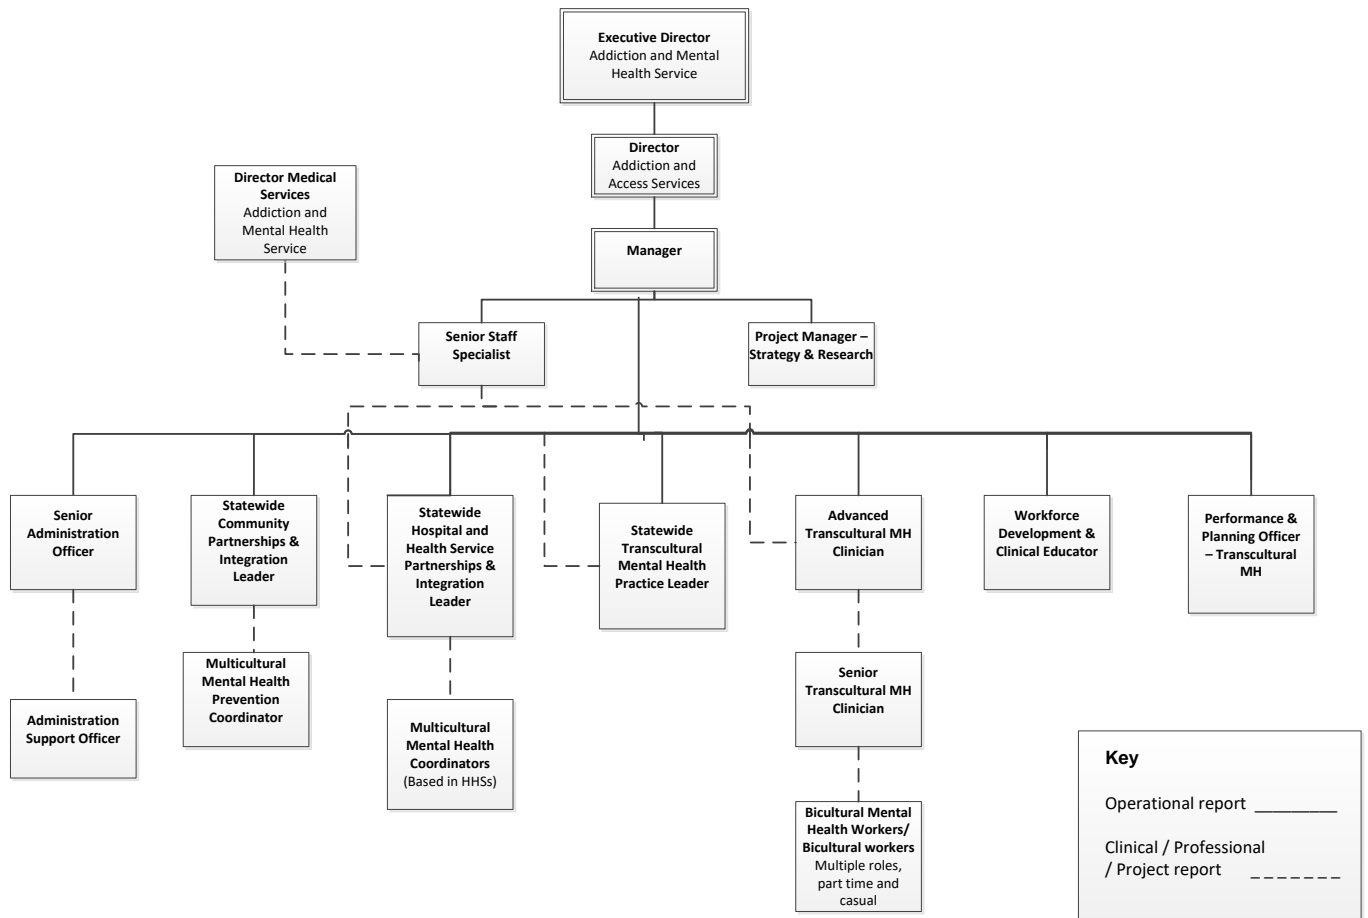 Executive Director
Addiction and Mental
Health Service
Director
Addiction and
Access Services
Director Medical
Services
Addiction and
Mental Health
Service
Manager
Senior Staff
Specialist
Project Manager –
Strategy & Research
Senior
Administration
Officer
Statewide
Community
Partnerships &
Integration
Leader
Statewide
Hospital and
Health Service
Partnerships &
Integration
Leader
Statewide
Transcultural
Mental Health
Practice Leader
Advanced
Transcultural MH
Clinician
Workforce
Development &
Clinical Educator
Performance &
Planning Officer
– Transcultural
MH
Administration
Support Officer
Multicultural
Mental Health
Prevention
Coordinator
Multicultural
Mental Health
Coordinators
(Based in HHSs)
Senior
Transcultural MH
Clinician
Bicultural Mental
Health Workers/
Bicultural workers
Multiple roles,
part time and
casual
Key
Operational report _________
Clinical / Professional
/ Project report _ _ _ _ _ _ _